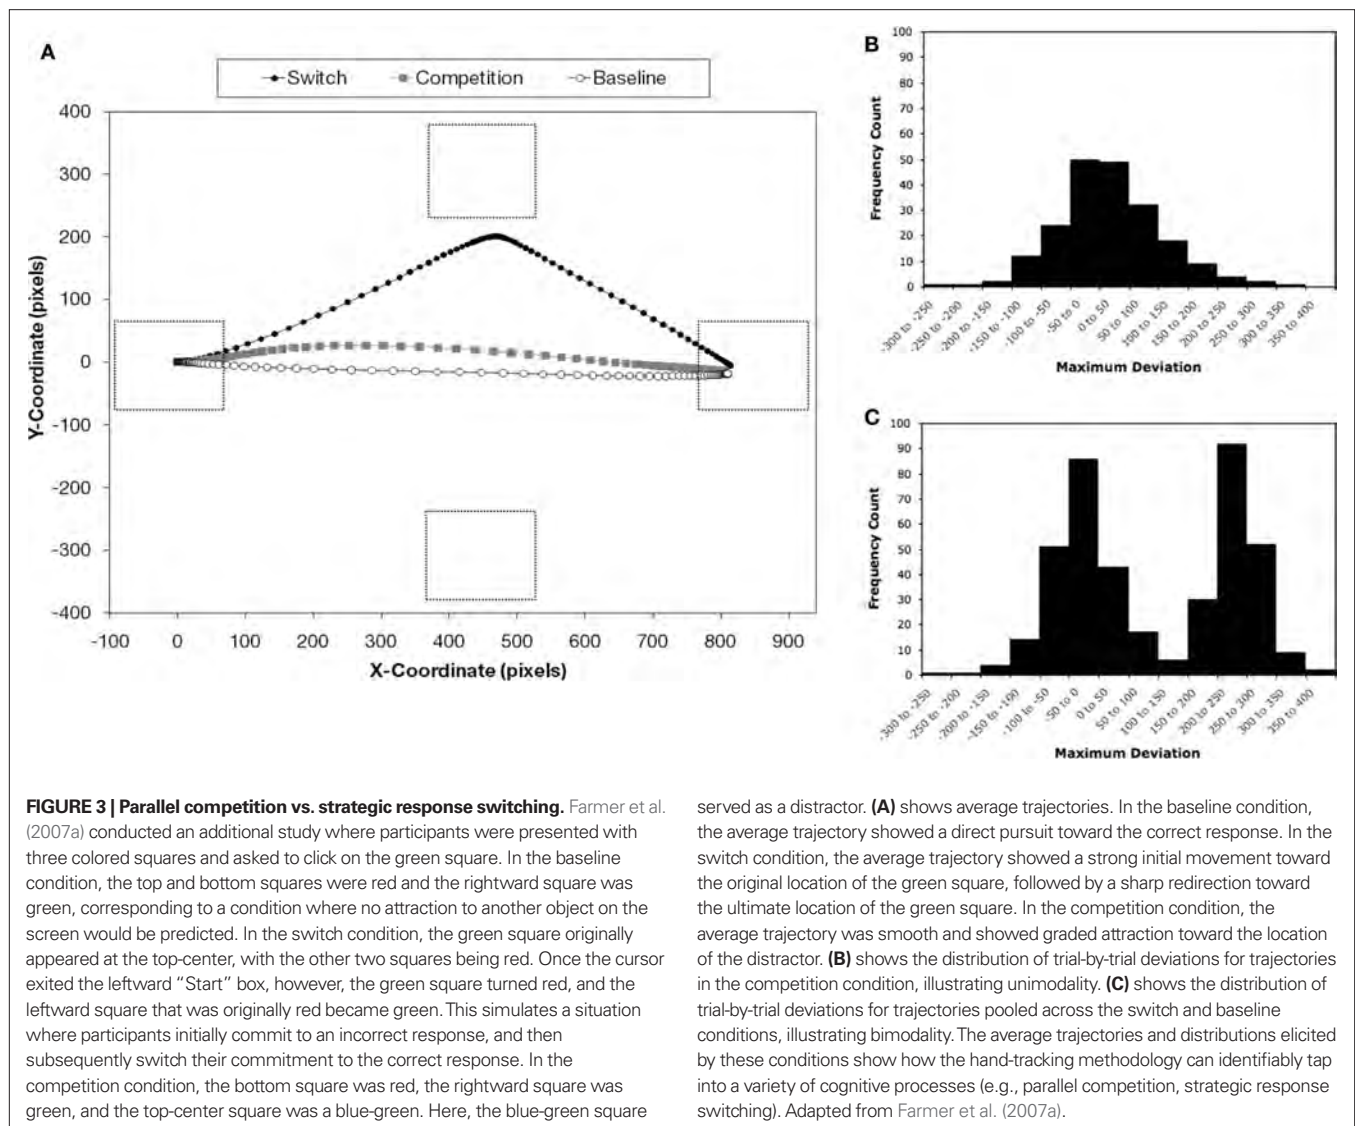 A
Switch Competition Baseline
400
300
200
100
0
-100
-200
-300
-400
Y-Coordinate (pixels)
-100 0 100 200 300 400 500 600 700 800 900
X-Coordinate (pixels)
B
100
90
80
70
60
50
40
30
20
10
0
Frequency Count
-300 to -250
-250 to -200
-200 to -150
-150 to -100
-100 to -50
-50 to 0
0 to 50
50 to 100
100 to 150
150 to 200
200 to 250
250 to 300
300 to 350
350 to 400
Maximum Deviation
C
100
90
80
70
60
50
40
30
20
10
0
Frequency Count
-300 to -250
-250 to -200
-200 to -150
-150 to -100
-100 to -50
-50 to 0
0 to 50
50 to 100
100 to 150
150 to 200
200 to 250
250 to 300
300 to 350
350 to 400
Maximum Deviation
FIGURE 3 | Parallel competition vs. strategic response switching. Farmer et al.
(2007a) conducted an additional study where participants were presented with
three colored squares and asked to click on the green square. In the baseline
condition, the top and bottom squares were red and the rightward square was
green, corresponding to a condition where no attraction to another object on the
screen would be predicted. In the switch condition, the green square originally
appeared at the top-center, with the other two squares being red. Once the cursor
exited the leftward “Start” box, however, the green square turned red, and the
leftward square that was originally red became green. This simulates a situation
where participants initially commit to an incorrect response, and then
subsequently switch their commitment to the correct response. In the
competition condition, the bottom square was red, the rightward square was
green, and the top-center square was a blue-green. Here, the blue-green square
served as a distractor. (A) shows average trajectories. In the baseline condition,
the average trajectory showed a direct pursuit toward the correct response. In the
switch condition, the average trajectory showed a strong initial movement toward
the original location of the green square, followed by a sharp redirection toward
the ultimate location of the green square. In the competition condition, the
average trajectory was smooth and showed graded attraction toward the location
of the distractor. (B) shows the distribution of trial-by-trial deviations for trajectories
in the competition condition, illustrating unimodality. (C) shows the distribution of
trial-by-trial deviations for trajectories pooled across the switch and baseline
conditions, illustrating bimodality. The average trajectories and distributions elicited
by these conditions show how the hand-tracking methodology can identifiably tap
into a variety of cognitive processes (e.g., parallel competition, strategic response
switching). Adapted from Farmer et al. (2007a).